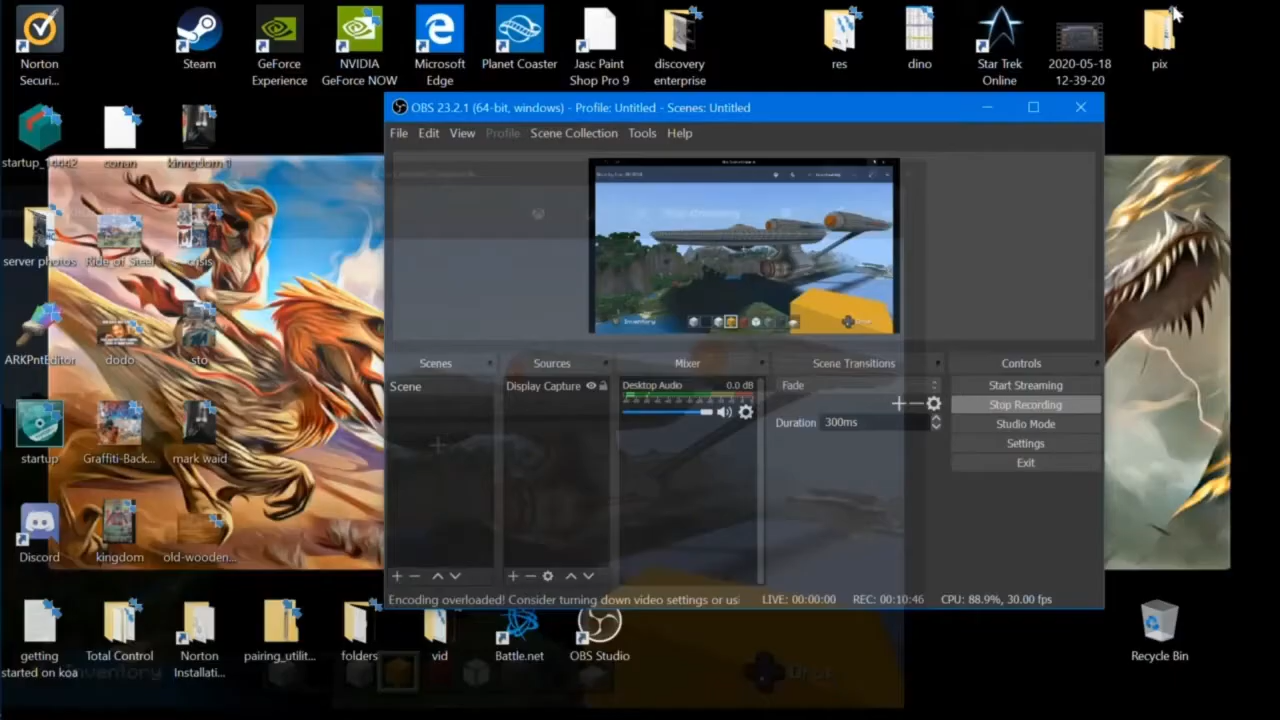 Norton
Securi...
Steam
GeForce
Experience
NVIDIA
GeForce NOW
Microsoft
Edge
Planet Coaster
Jasc Paint
Shop Pro 9
discovery
enterprise
res
dino
Star Trek
Online
2020-05-18
12-39-20
pix
startup_14442
conan
kinngdom1
server photos
Ride_of_Steel
crisis
ARKPntEditor
dodo
sto
startup
Graffiti-Back...
mark waid
Discord
kingdom
old-wooden...
getting
started on koa
Total Control
Norton
Installati...
pairing_utilit...
folders
vid
Battle.net
OBS Studio
Recycle Bin
OBS 23.2.1 (64-bit, windows) - Profile: Untitled - Scenes: Untitled
File Edit View Profile Scene Collection Tools Help
Inventory
Scenes Sources Mixer Scene Transitions Controls
Scene
Display Capture
Desktop Audio 0.0 dB
Fade
Duration 300ms
Start Streaming
Stop Recording
Studio Mode
Settings
Exit
Encoding overloaded! Consider turning down video settings or us
LIVE: 00:00:00
REC: 00:10:46
CPU: 88.9%, 30.00 fps
Inventory
Drop